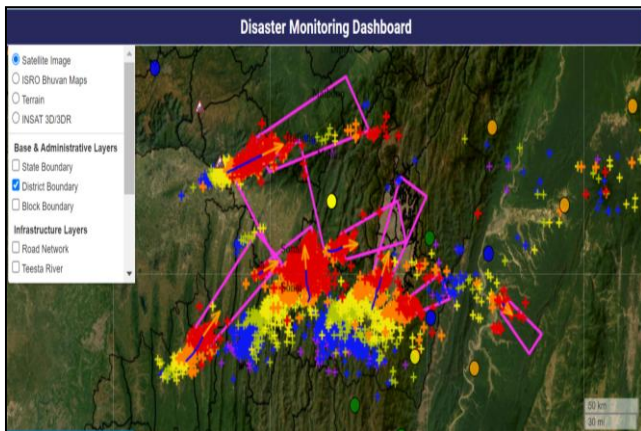 Disaster Monitoring Dashboard
Satellite Image
ISRO Bhuvan Maps
Terrain
INSAT 3D/3DR
Base & Administrative Layers
State Boundary
District Boundary
Block Boundary
Infrastructure Layers
Road Network
Teesta River
50 km
30 mi